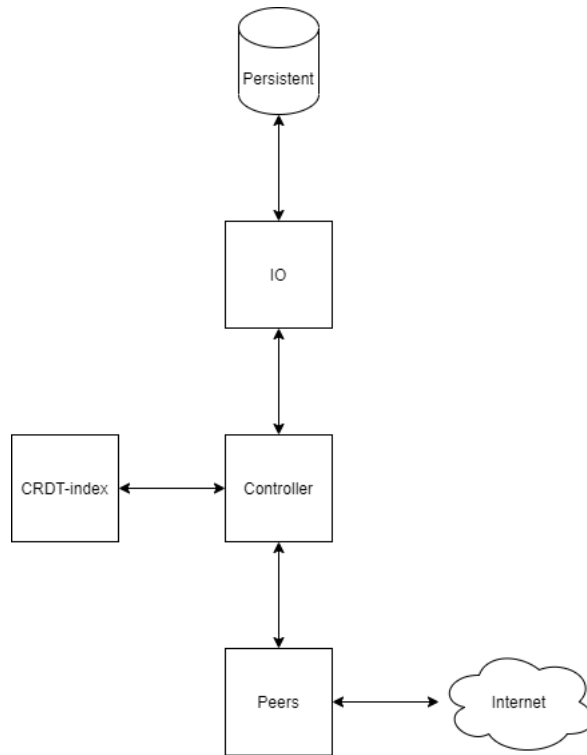 Persistent
IO
CRDT-index
Controller
Peers
Internet